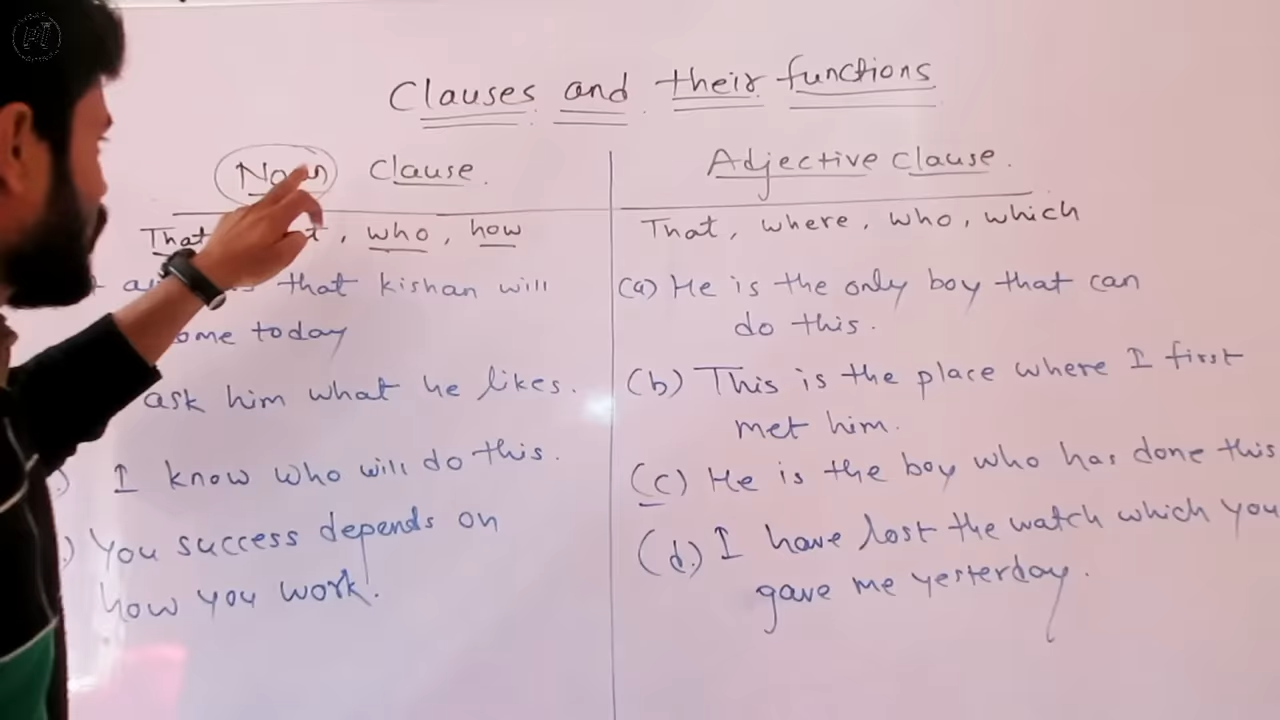 Clauses and their functions
Noun Clause.
That, , who, how
that kishan will
come today
ask him what he likes.
I know who will do this.
You success depends on
how you work.
Adjective clause.
That, where, who, which
(a) He is the only boy that can
do this.
(b) This is the place where I first
met him.
(c) He is the boy who has done this
(d.) I have lost the watch which you
gave me yesterday.